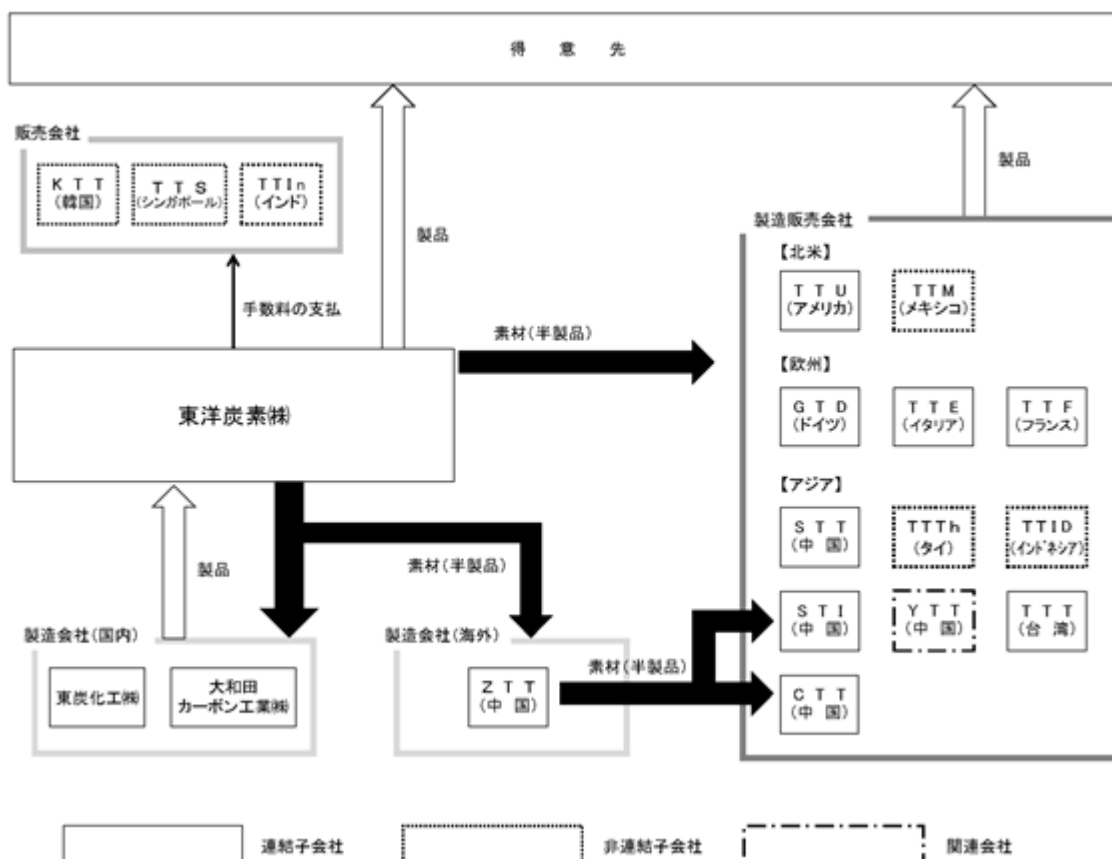 得意先
販売会社
KTT
(韓国)
TTS
(シンガポール)
TTIn
(インド)
製品
手数料の支払
東洋炭素㈱
素材(半製品)
製品
製造販売会社
【北米】
TTU
(アメリカ)
TTM
(メキシコ)
【欧州】
GTD
(ドイツ)
TTE
(イタリア)
TTF
(フランス)
【アジア】
STT
(中国)
TTTh
(タイ)
TTID
(インドネシア)
STI
(中国)
YTT
(中国)
TTT
(台湾)
CTT
(中国)
製品
素材(半製品)
製造会社(国内)
東炭化工㈱
大和田
カーボン工業㈱
製造会社(海外)
ZTT
(中国)
素材(半製品)
連結子会社
非連結子会社
関連会社